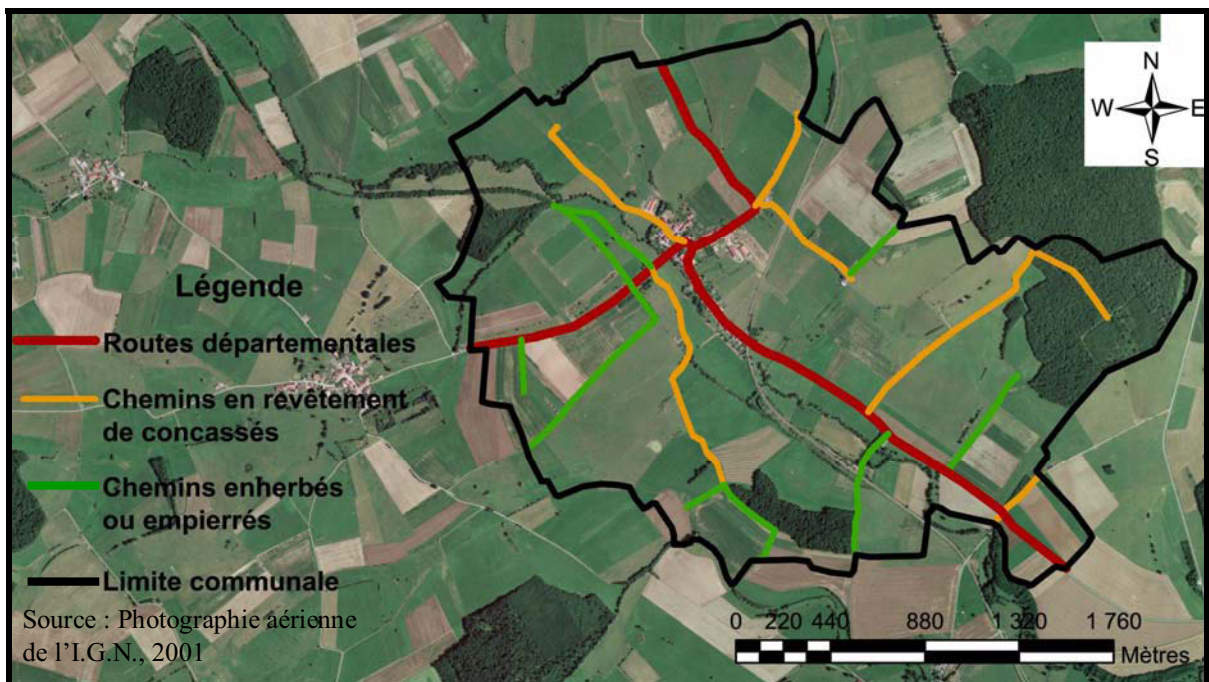 N
W E
S
Légende
Routes départementales
Chemins en revêtement
de concassés
Chemins enherbés
ou empierrés
Limite communale
Source : Photographie aérienne
de l'I.G.N., 2001
0 220 440 880 1 320 1 760
Mètres